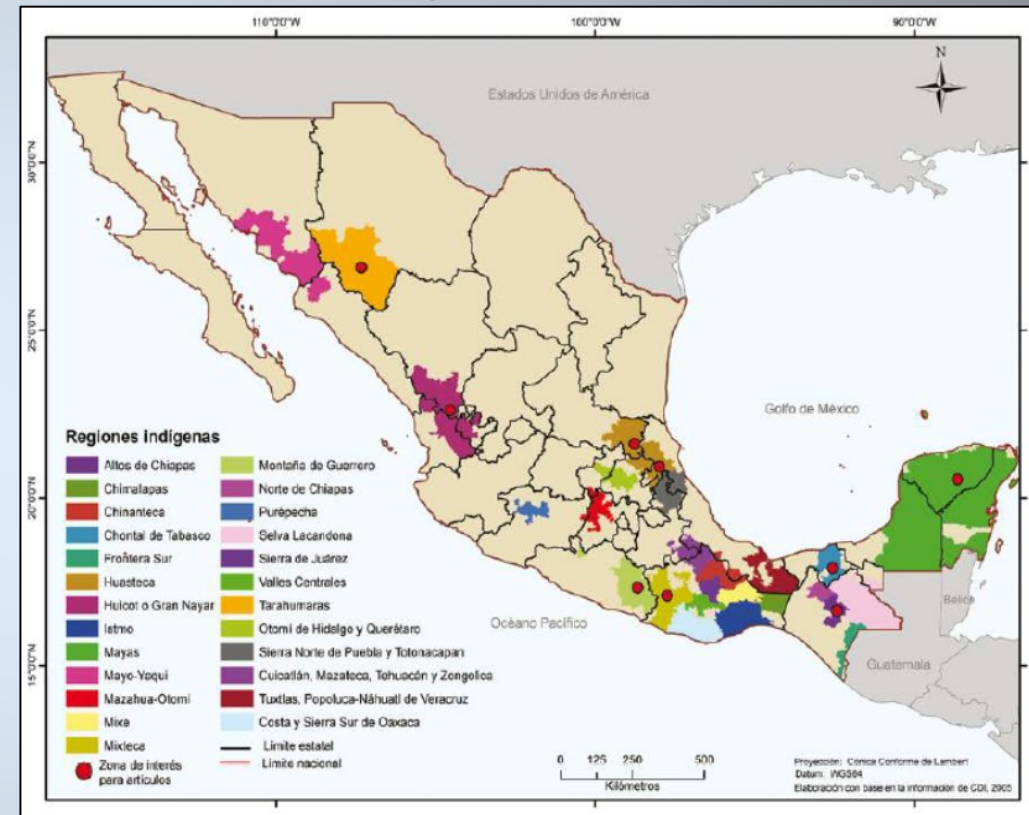 110°0'0"W
100°0'0"W
90°0'0"W
N
Estados Unidos de América
30°0'0"N
25°0'0"N
20°0'0"N
15°0'0"N
Golfo de México
Océano Pacífico
Belice
Guatemala
Regiones indígenas
Altos de Chiapas
Chimalapas
Chinanteca
Chontal de Tabasco
Froñtera Sur
Huasteca
Huicot o Gran Nayar
Istmo
Mayas
Mayo-Yaqui
Mazahua-Otomí
Mixe
Mixteca
Zona de interés
para artículos
Montaña de Guerrero
Norte de Chiapas
Purépecha
Selva Lacandona
Sierra de Juárez
Valles Centrales
Tarahumaras
Otomí de Hidalgo y Querétaro
Sierra Norte de Puebla y Totonacapan
Cuicatlán, Mazateca, Tehuacán y Zongolica
Tuxtlas, Popoluca-Náhuatl de Veracruz
Costa y Sierra Sur de Oaxaca
Límite estatal
Límite nacional
0 125 250 500
Kilómetros
Proyección: Cónica Conforme de Lambert
Datum: WGS84
Elaboración con base en la información de CDI, 2005